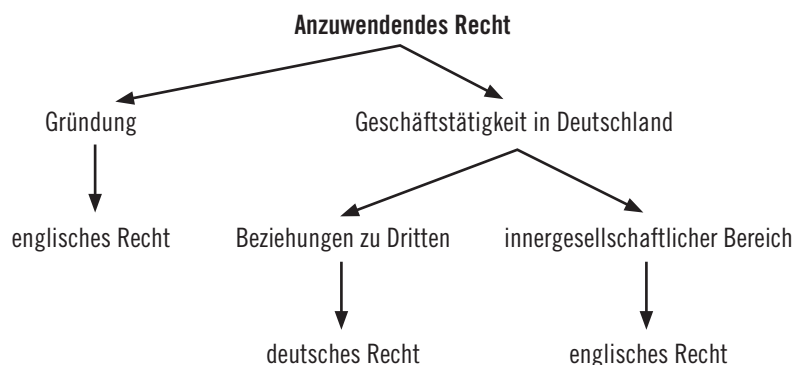 Anzuwendendes Recht
Gründung
Geschäftstätigkeit in Deutschland
englisches Recht
Beziehungen zu Dritten
innergesellschaftlicher Bereich
deutsches Recht
englisches Recht